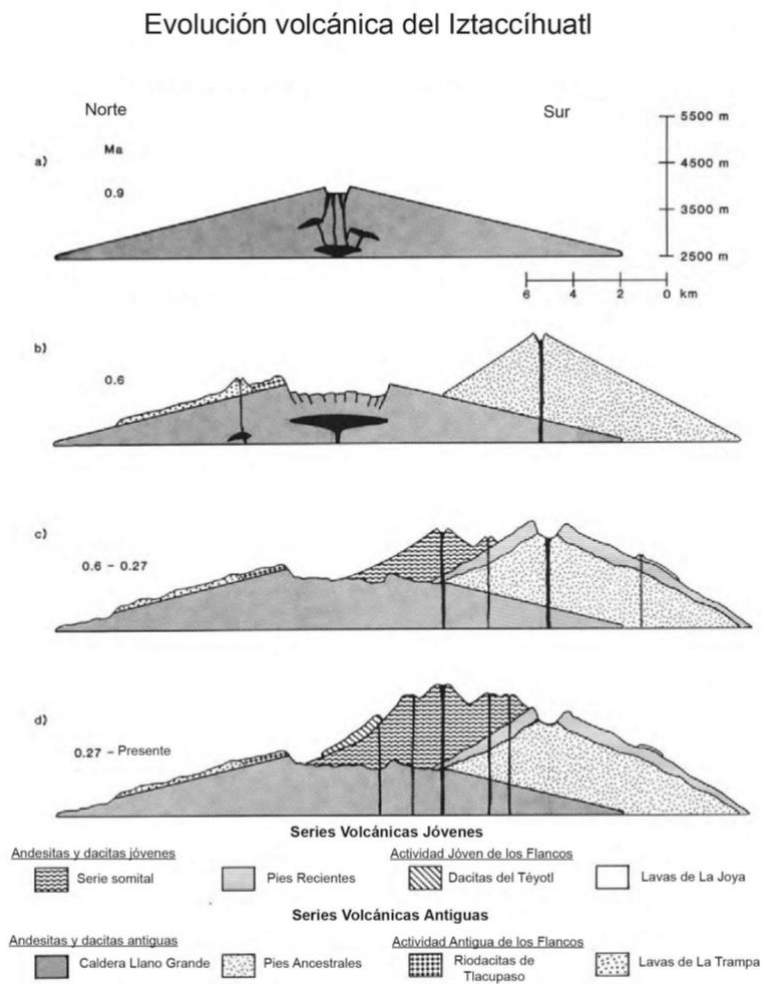 Evolución volcánica del Iztaccíhuatl
Norte
Sur
Ma
a)
0.9
5500 m
4500 m
3500 m
2500 m
6 4 2 0 km
b)
0.6
c)
0.6 – 0.27
d)
0.27 – Presente
Series Volcánicas Jóvenes
Andesitas y dacitas jóvenes
Actividad Jóven de los Flancos
Serie somital
Pies Recientes
Dacitas del Téyotl
Lavas de La Joya
Series Volcánicas Antiguas
Andesitas y dacitas antiguas
Actividad Antigua de los Flancos
Caldera Llano Grande
Pies Ancestrales
Riodacitas de
Tlacupaso
Lavas de La Trampa